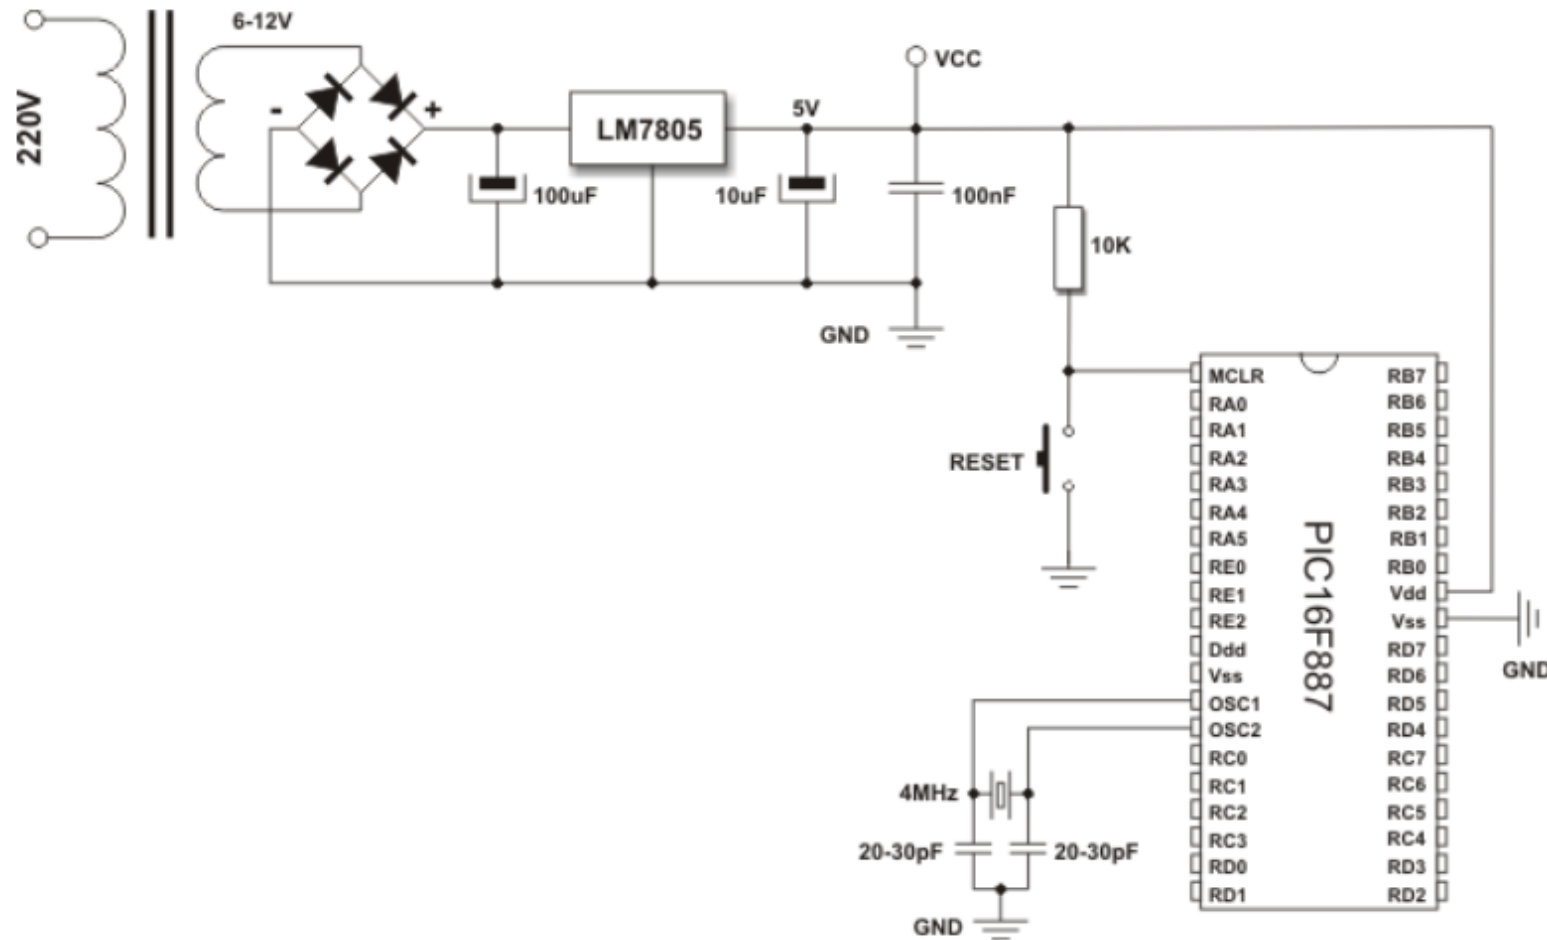 6-12V
220V
-
+
LM7805
5V
VCC
100uF
10uF
100nF
10K
GND
RESET
MCLR
RA0
RA1
RA2
RA3
RA4
RA5
RE0
RE1
RE2
Ddd
Vss
OSC1
OSC2
RC0
RC1
RC2
RC3
RD0
RD1
PIC16F887
RB7
RB6
RB5
RB4
RB3
RB2
RB1
RB0
Vdd
Vss
RD7
RD6
RD5
RD4
RC7
RC6
RC5
RC4
RD3
RD2
GND
4MHz
20-30pF
20-30pF
GND